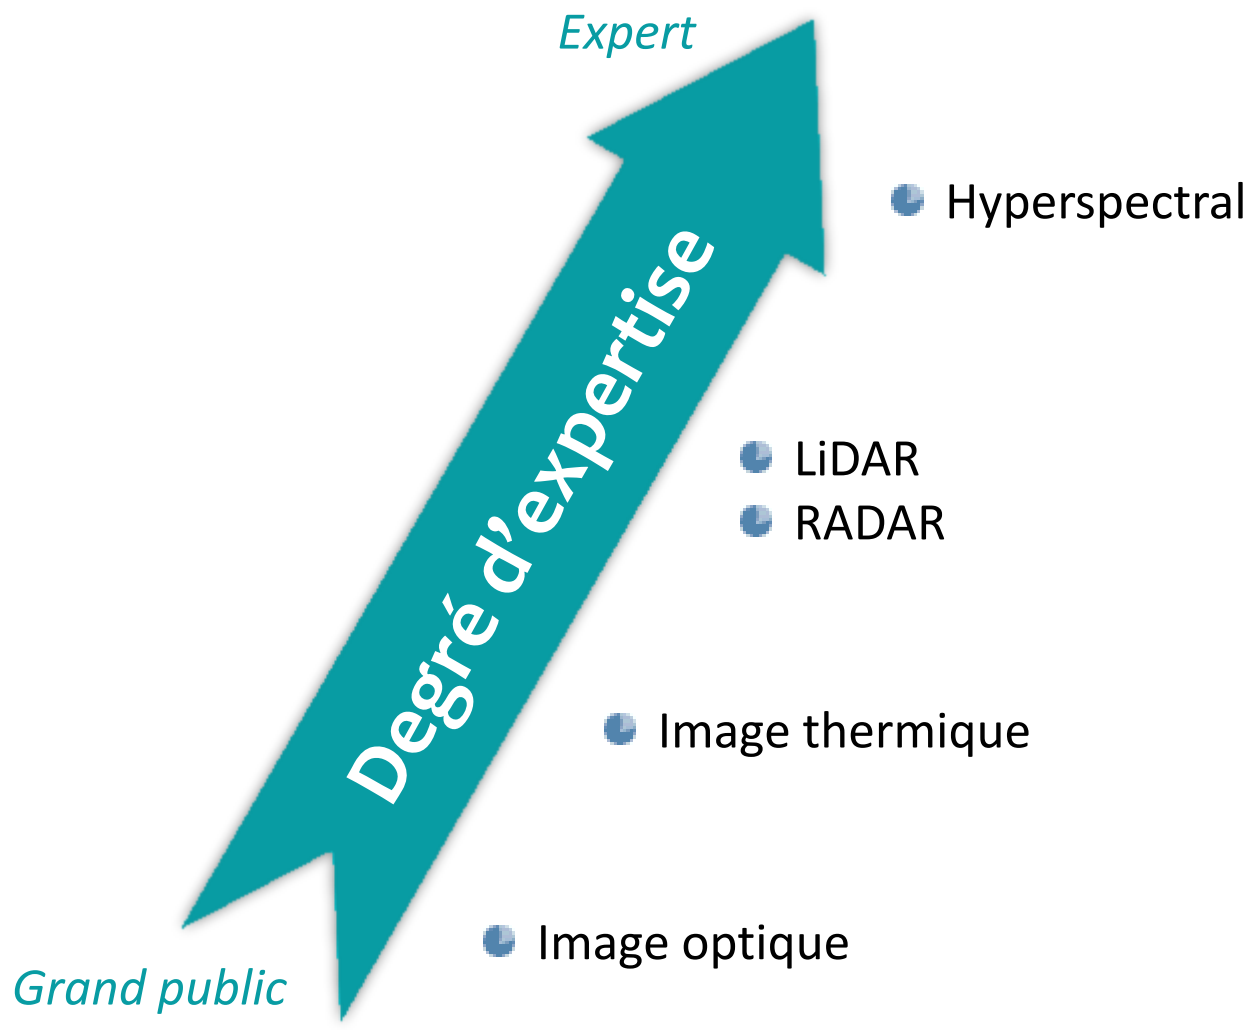 Expert
Hyperspectral
Degré d’expertise
LiDAR
RADAR
Image thermique
Image optique
Grand public